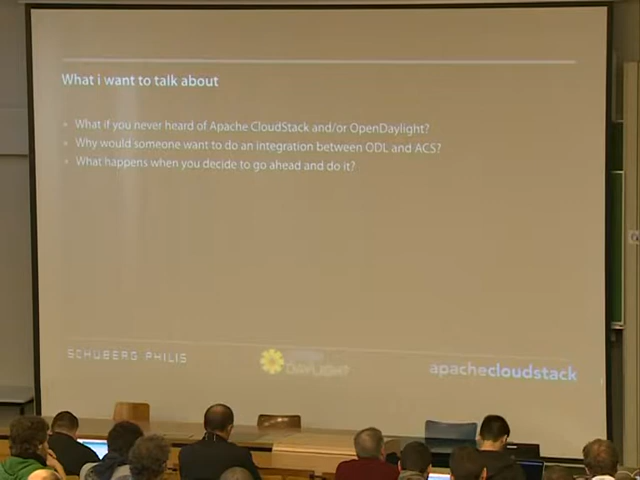 What i want to talk about
What if you never heard of Apache CloudStack and/or OpenDaylight?
Why would someone want to do an integration between ODL and ACS?
What happens when you decide to go ahead and do it?
SCHUBERG PHILIS
DAYLIGHT
apachecloudstack